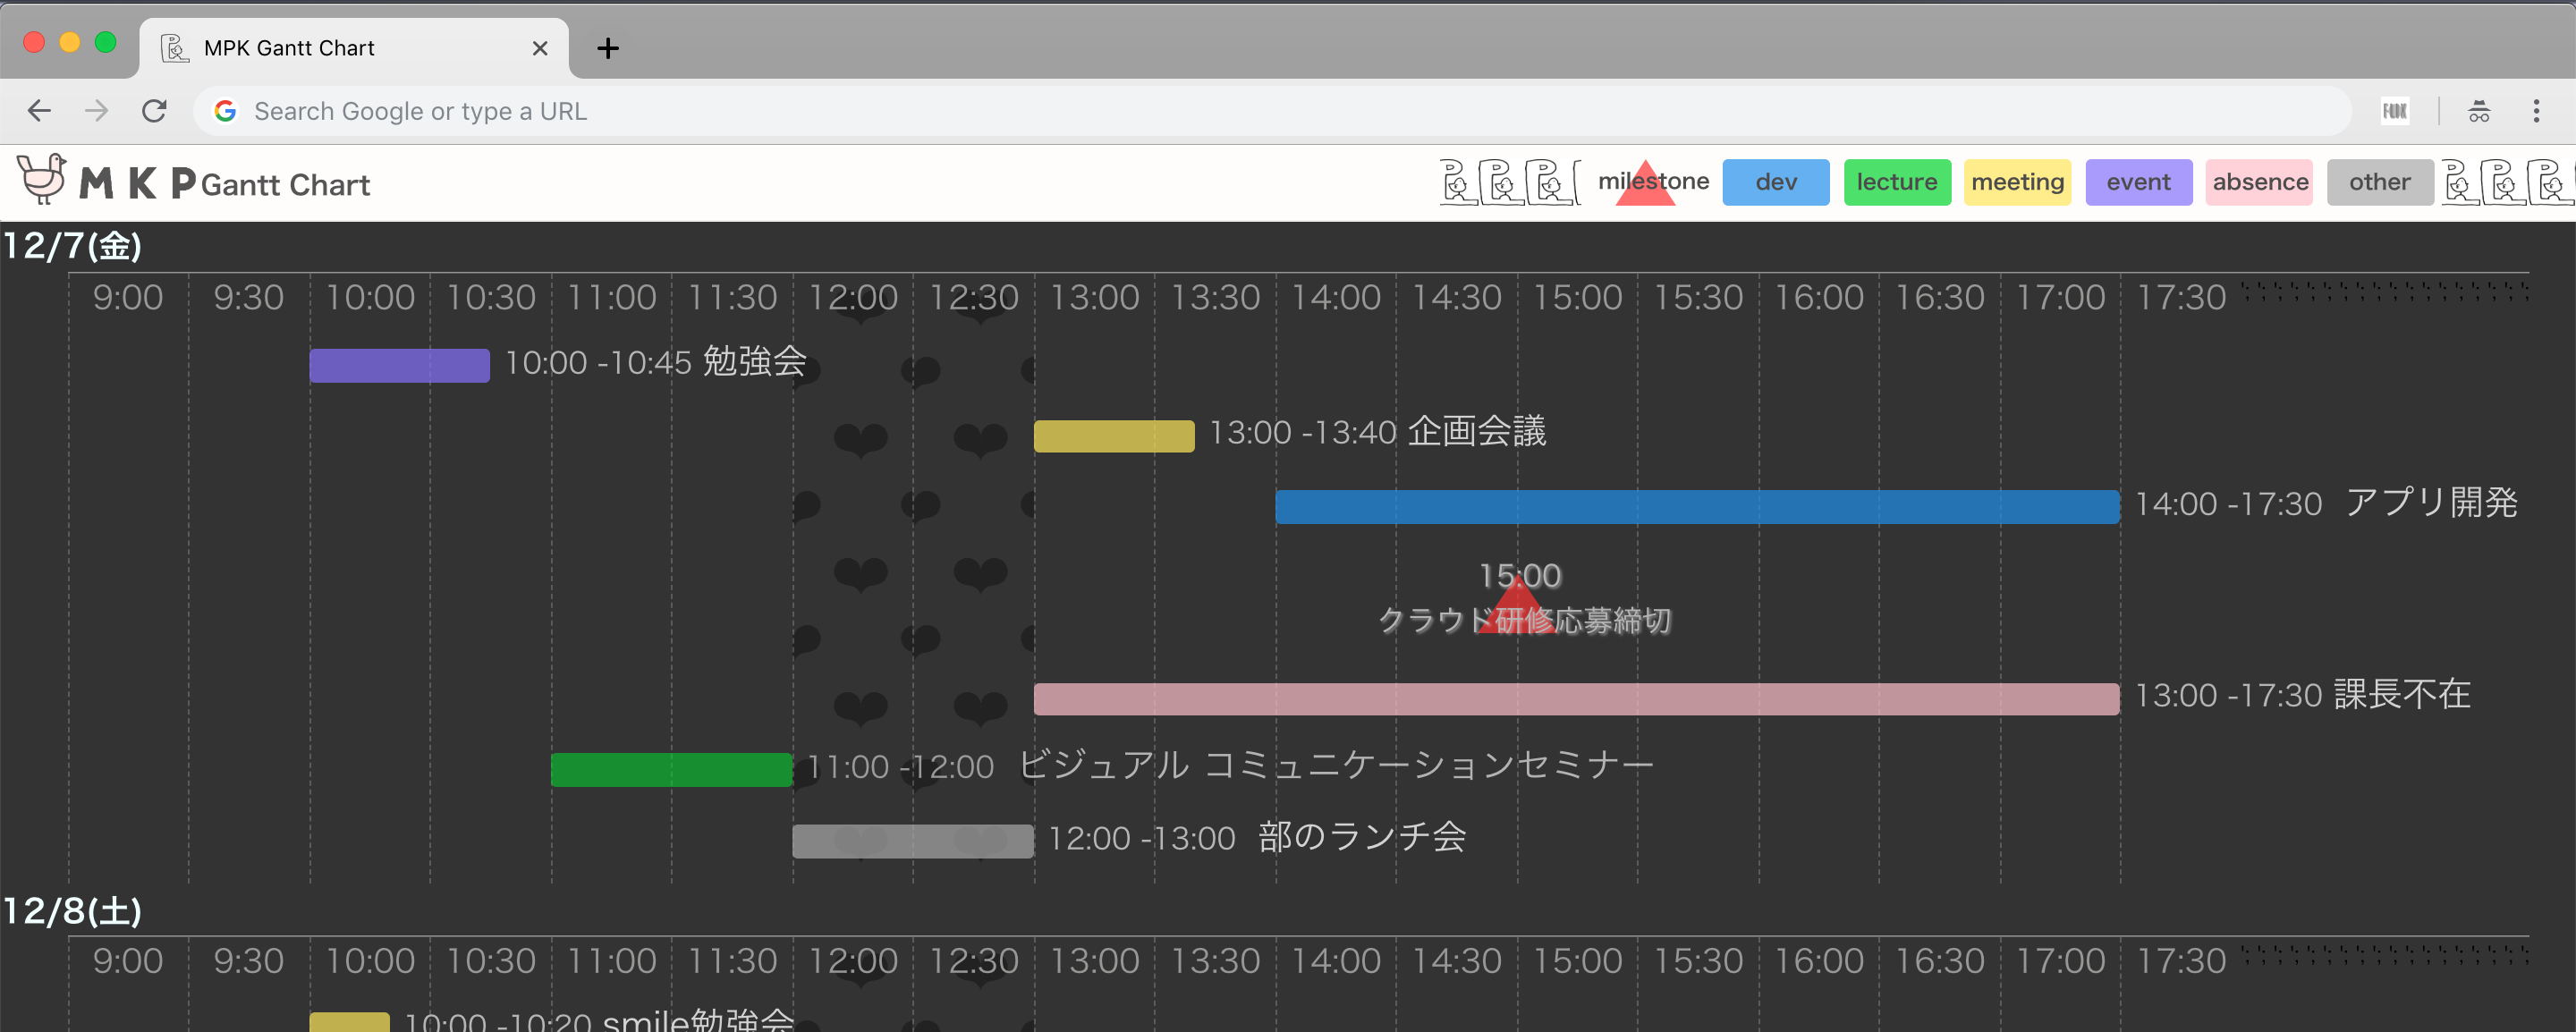 MPK Gantt Chart
Search Google or type a URL
M K P Gantt Chart
milestone dev lecture meeting event absence other
12/7(金)
9:00 9:30 10:00 10:30 11:00 11:30 12:00 12:30 13:00 13:30 14:00 14:30 15:00 15:30 16:00 16:30 17:00 17:30
10:00 -10:45 勉強会
13:00 -13:40 企画会議
14:00 -17:30 アプリ開発
15:00
クラウド研修応募締切
13:00 -17:30 課長不在
11:00 -12:00 ビジュアル コミュニケーションセミナー
12:00 -13:00 部のランチ会
12/8(土)
9:00 9:30 10:00 10:30 11:00 11:30 12:00 12:30 13:00 13:30 14:00 14:30 15:00 15:30 16:00 16:30 17:00 17:30
10:00 -10:20 smile勉強会